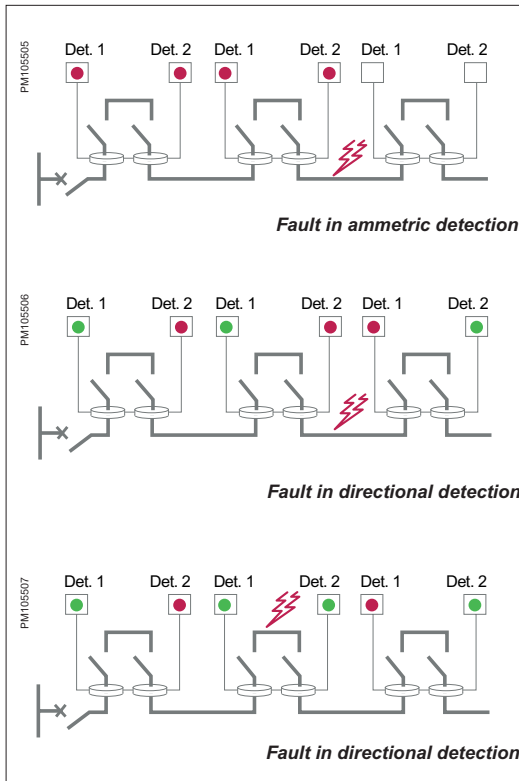 PM105505
Det. 1 Det. 2 Det. 1 Det. 2 Det. 1 Det. 2
Fault in ammetric detection
PM105506
Det. 1 Det. 2 Det. 1 Det. 2 Det. 1 Det. 2
Fault in directional detection
PM105507
Det. 1 Det. 2 Det. 1 Det. 2 Det. 1 Det. 2
Fault in directional detection